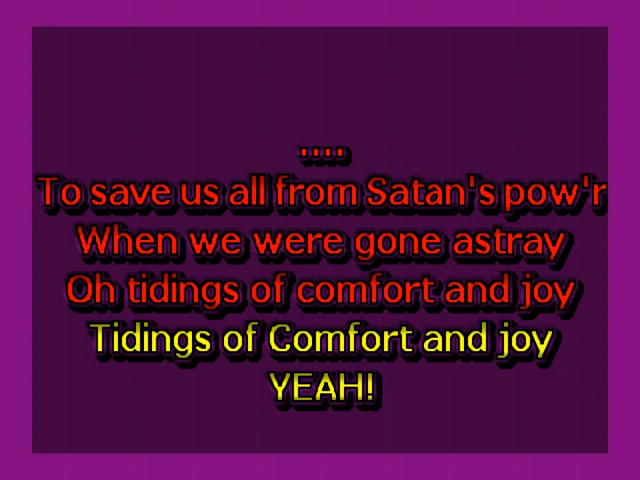 ....
To save us all from Satan's pow'r
When we were gone astray
Oh tidings of comfort and joy
Tidings of Comfort and joy
YEAH!